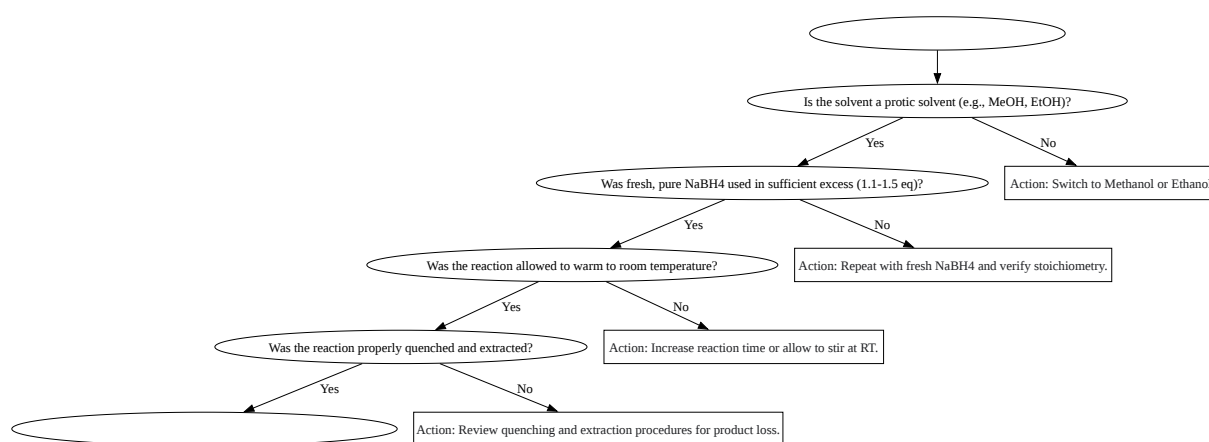 Is the solvent a protic solvent (e.g., MeOH, EtOH)?
Yes
No
Was fresh, pure NaBH4 used in sufficient excess (1.1-1.5 eq)?
Action: Switch to Methanol or Ethanol
Yes
No
Was the reaction allowed to warm to room temperature?
Action: Repeat with fresh NaBH4 and verify stoichiometry.
Yes
No
Was the reaction properly quenched and extracted?
Action: Increase reaction time or allow to stir at RT.
Yes
No
Action: Review quenching and extraction procedures for product loss.